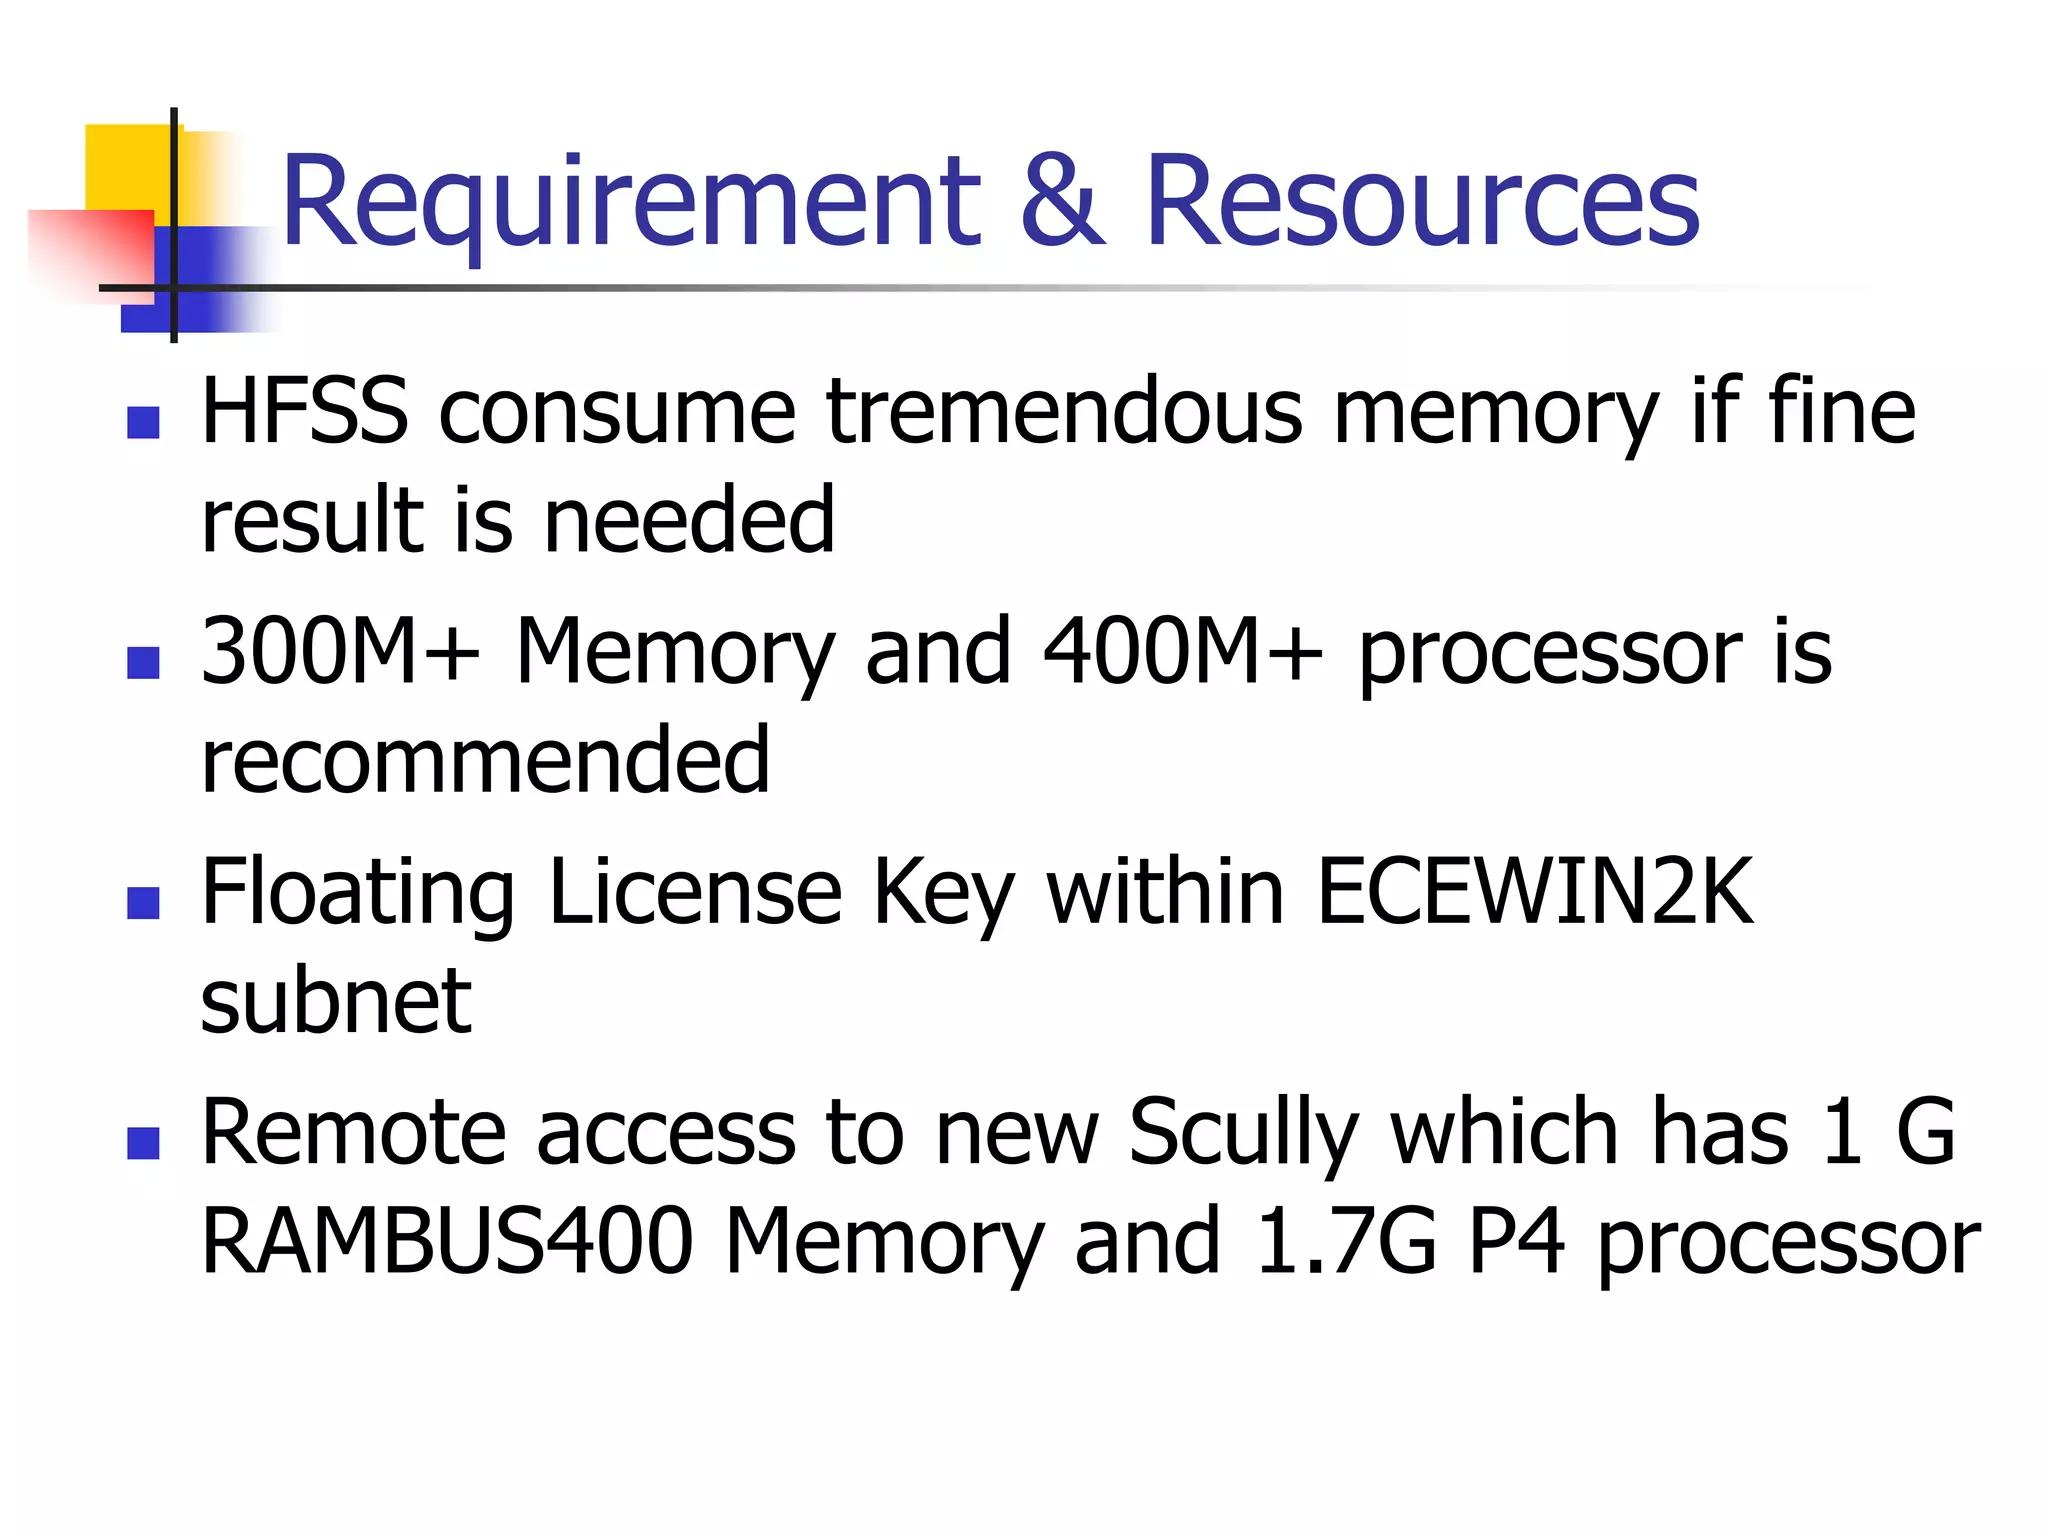 Requirement & Resources
HFSS consume tremendous memory if fine
result is needed
300M+ Memory and 400M+ processor is
recommended
Floating License Key within ECEWIN2K
subnet
Remote access to new Scully which has 1 G
RAMBUS400 Memory and 1.7G P4 processor